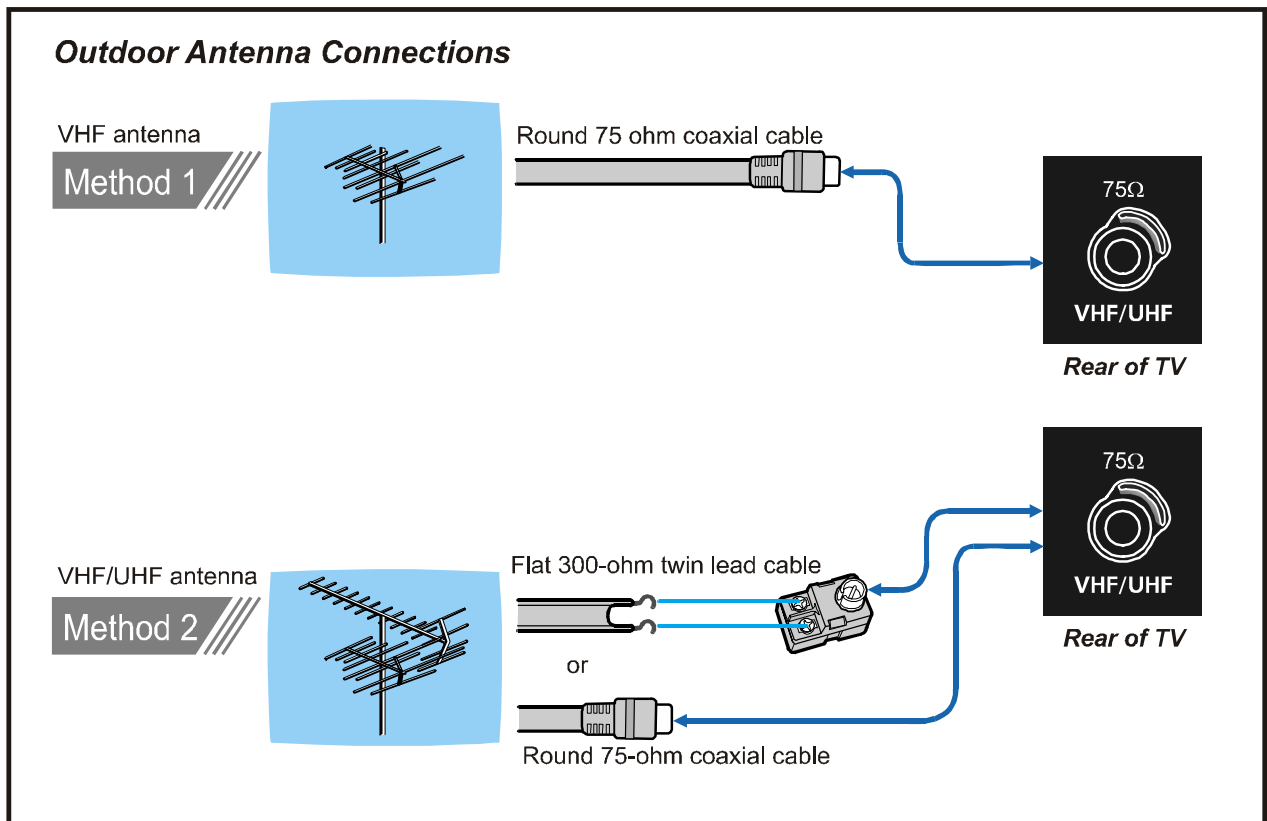 Outdoor Antenna Connections
VHF antenna
Method 1
Round 75 ohm coaxial cable
75Ω
VHF/UHF
Rear of TV
VHF/UHF antenna
Method 2
Flat 300-ohm twin lead cable
or
Round 75-ohm coaxial cable
75Ω
VHF/UHF
Rear of TV